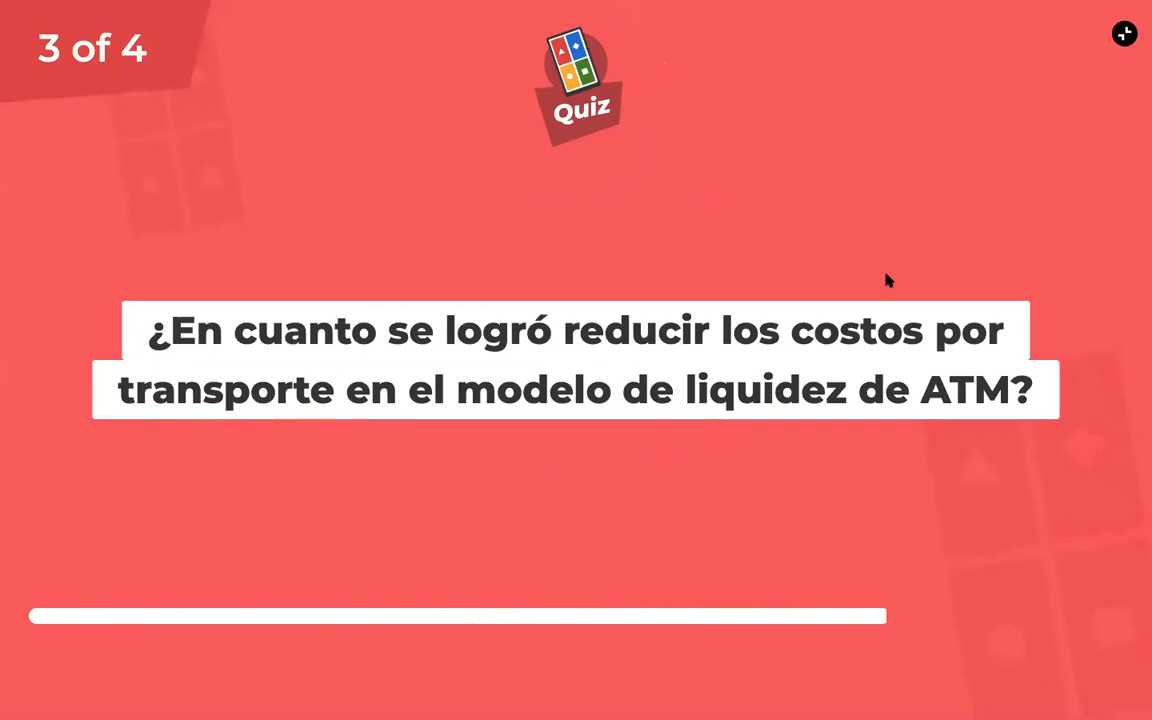 3 of 4
Quiz
¿En cuanto se logró reducir los costos por
transporte en el modelo de liquidez de ATM?